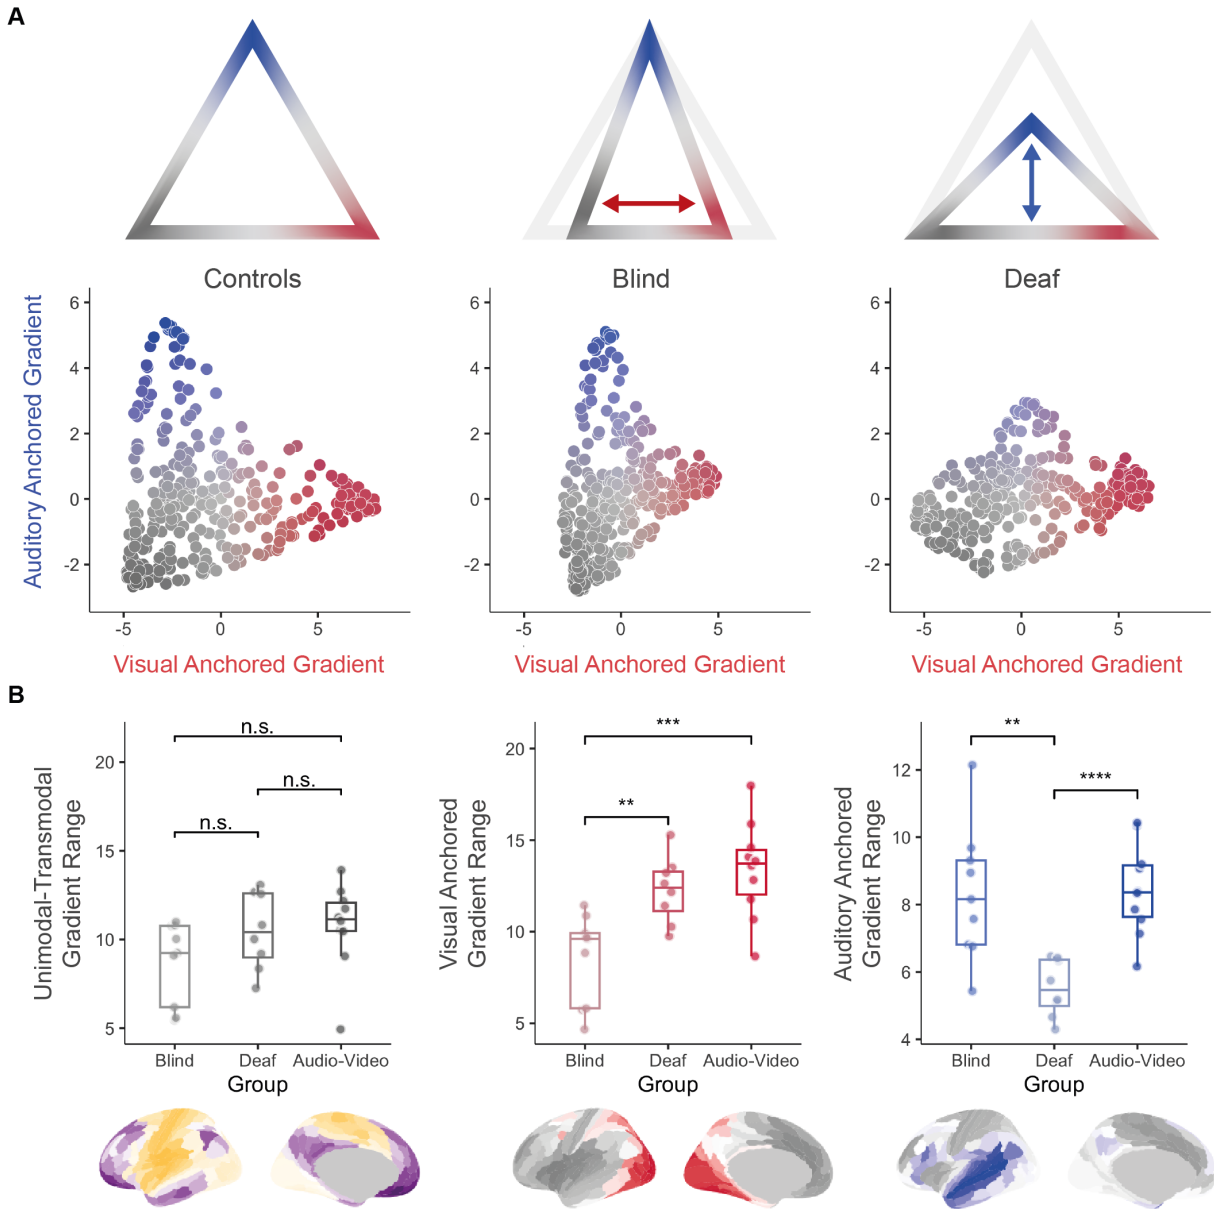 A
Controls
Blind
Deaf
Auditory Anchored Gradient
6
4
2
0
-2
-5
0
5
6
4
2
0
-2
-5
0
5
6
4
2
0
-2
-5
0
5
Visual Anchored Gradient
Visual Anchored Gradient
Visual Anchored Gradient
B
Unimodal-Transmodal
Gradient Range
20
15
10
5
n.s.
n.s.
n.s.
Blind
Deaf
Audio-Video
Group
Visual Anchored
Gradient Range
20
15
10
5
***
**
Blind
Deaf
Audio-Video
Group
Auditory Anchored
Gradient Range
12
10
8
6
4
**
****
Blind
Deaf
Audio-Video
Group